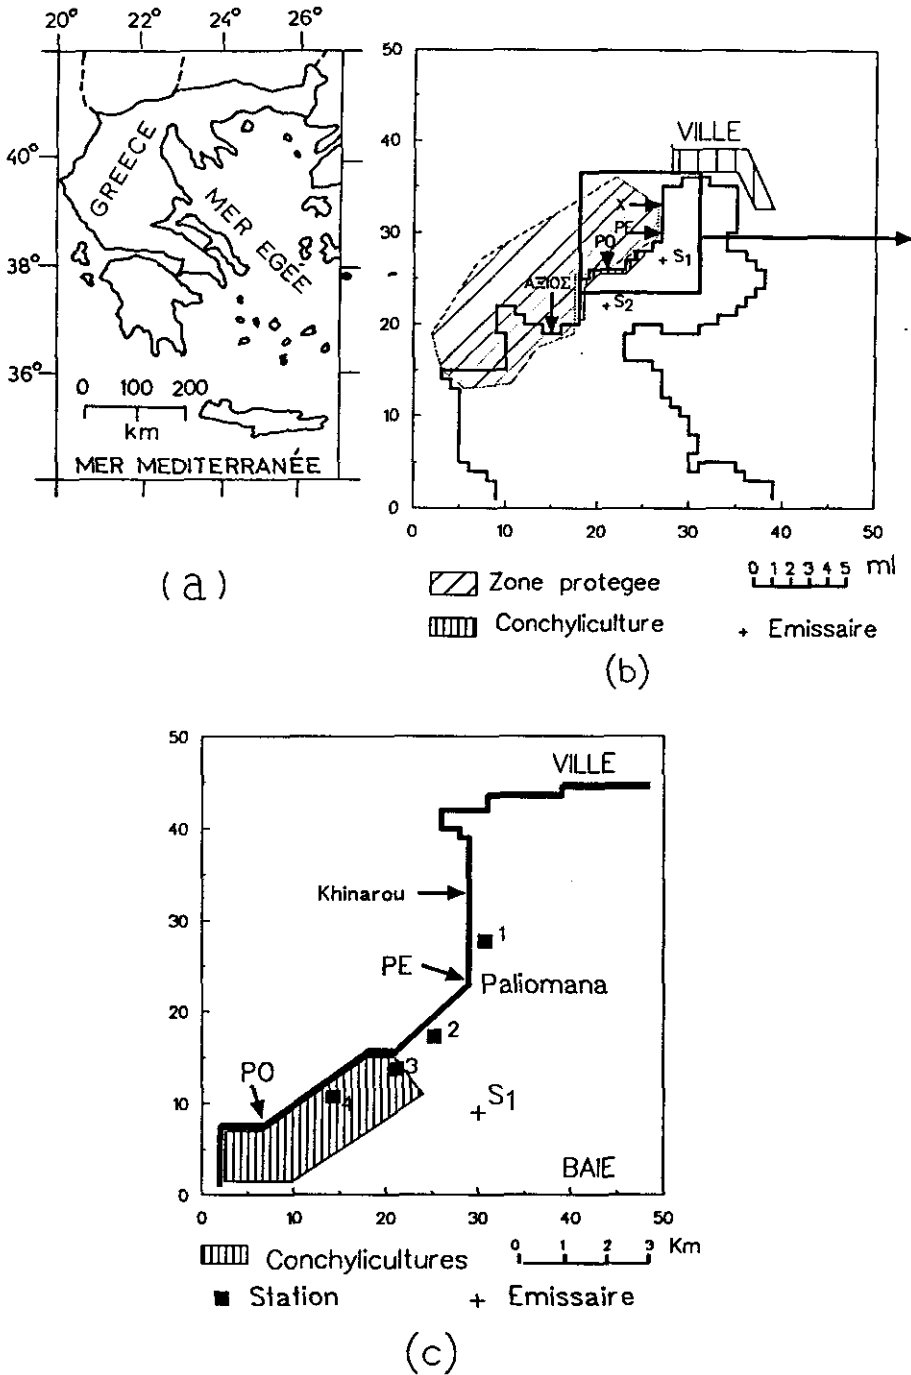 20° 22° 24° 26°
40°
38°
36°
GREECE
MER EGÉE
0 100 200
km
MER MEDITERRANÉE
(a)
50
40
30
20
10
0
0 10 20 30 40 50
VILLE
X
PE
PO
S1
S2
ΑΞΙΟΣ
Zone protegee
Conchyliculture
0 1 2 3 4 5 ml
+ Emissaire
(b)
50
40
30
20
10
0
0 10 20 30 40 50
VILLE
Khinarou
1
PE
Paliomana
2
PO
3
4
S1
BAIE
Conchylicultures
0 1 2 3 Km
Station
+ Emissaire
(c)